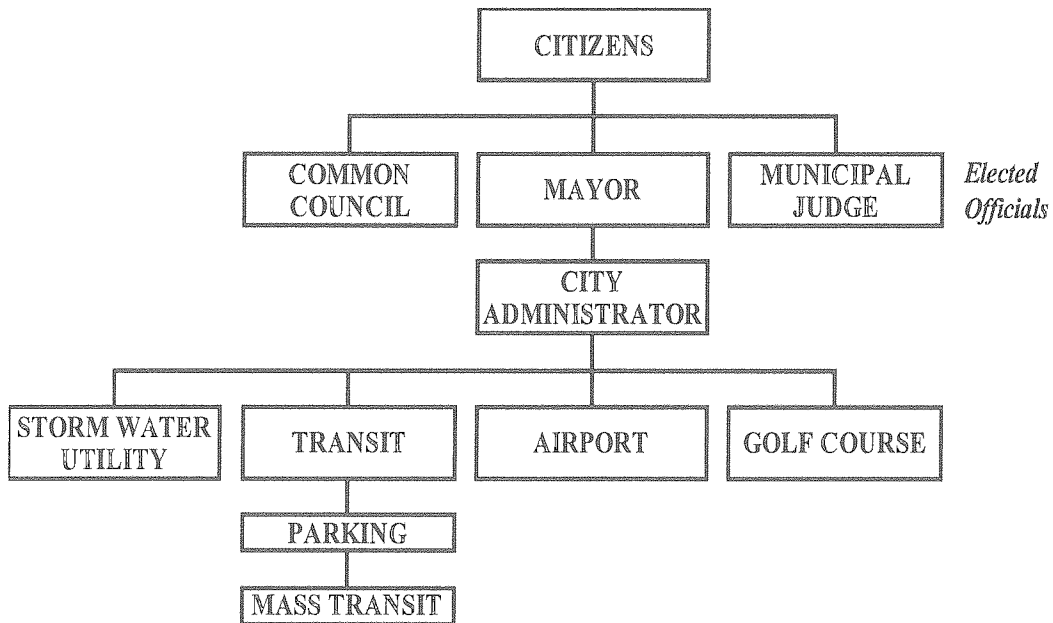 CITIZENS
COMMON
COUNCIL
MAYOR
MUNICIPAL
JUDGE
Elected
Officials
CITY
ADMINISTRATOR
STORM WATER
UTILITY
TRANSIT
AIRPORT
GOLF COURSE
PARKING
MASS TRANSIT